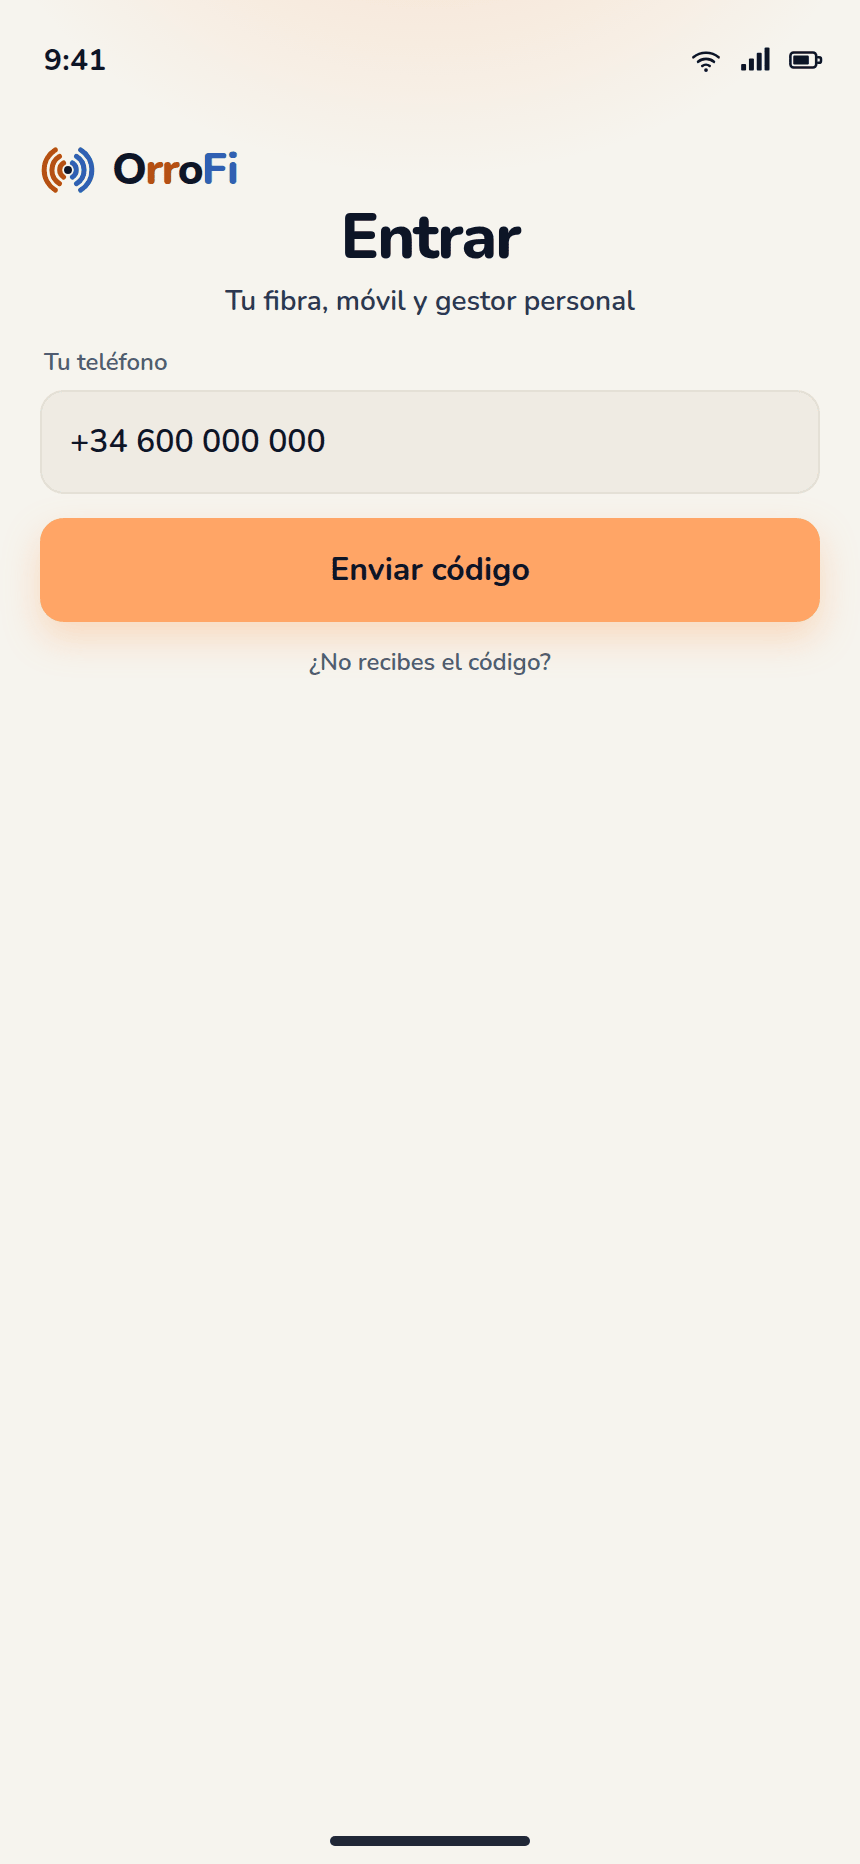 9:41
OrroFi
Entrar
Tu fibra, móvil y gestor personal
Tu teléfono
+34 600 000 000
Enviar código
¿No recibes el código?